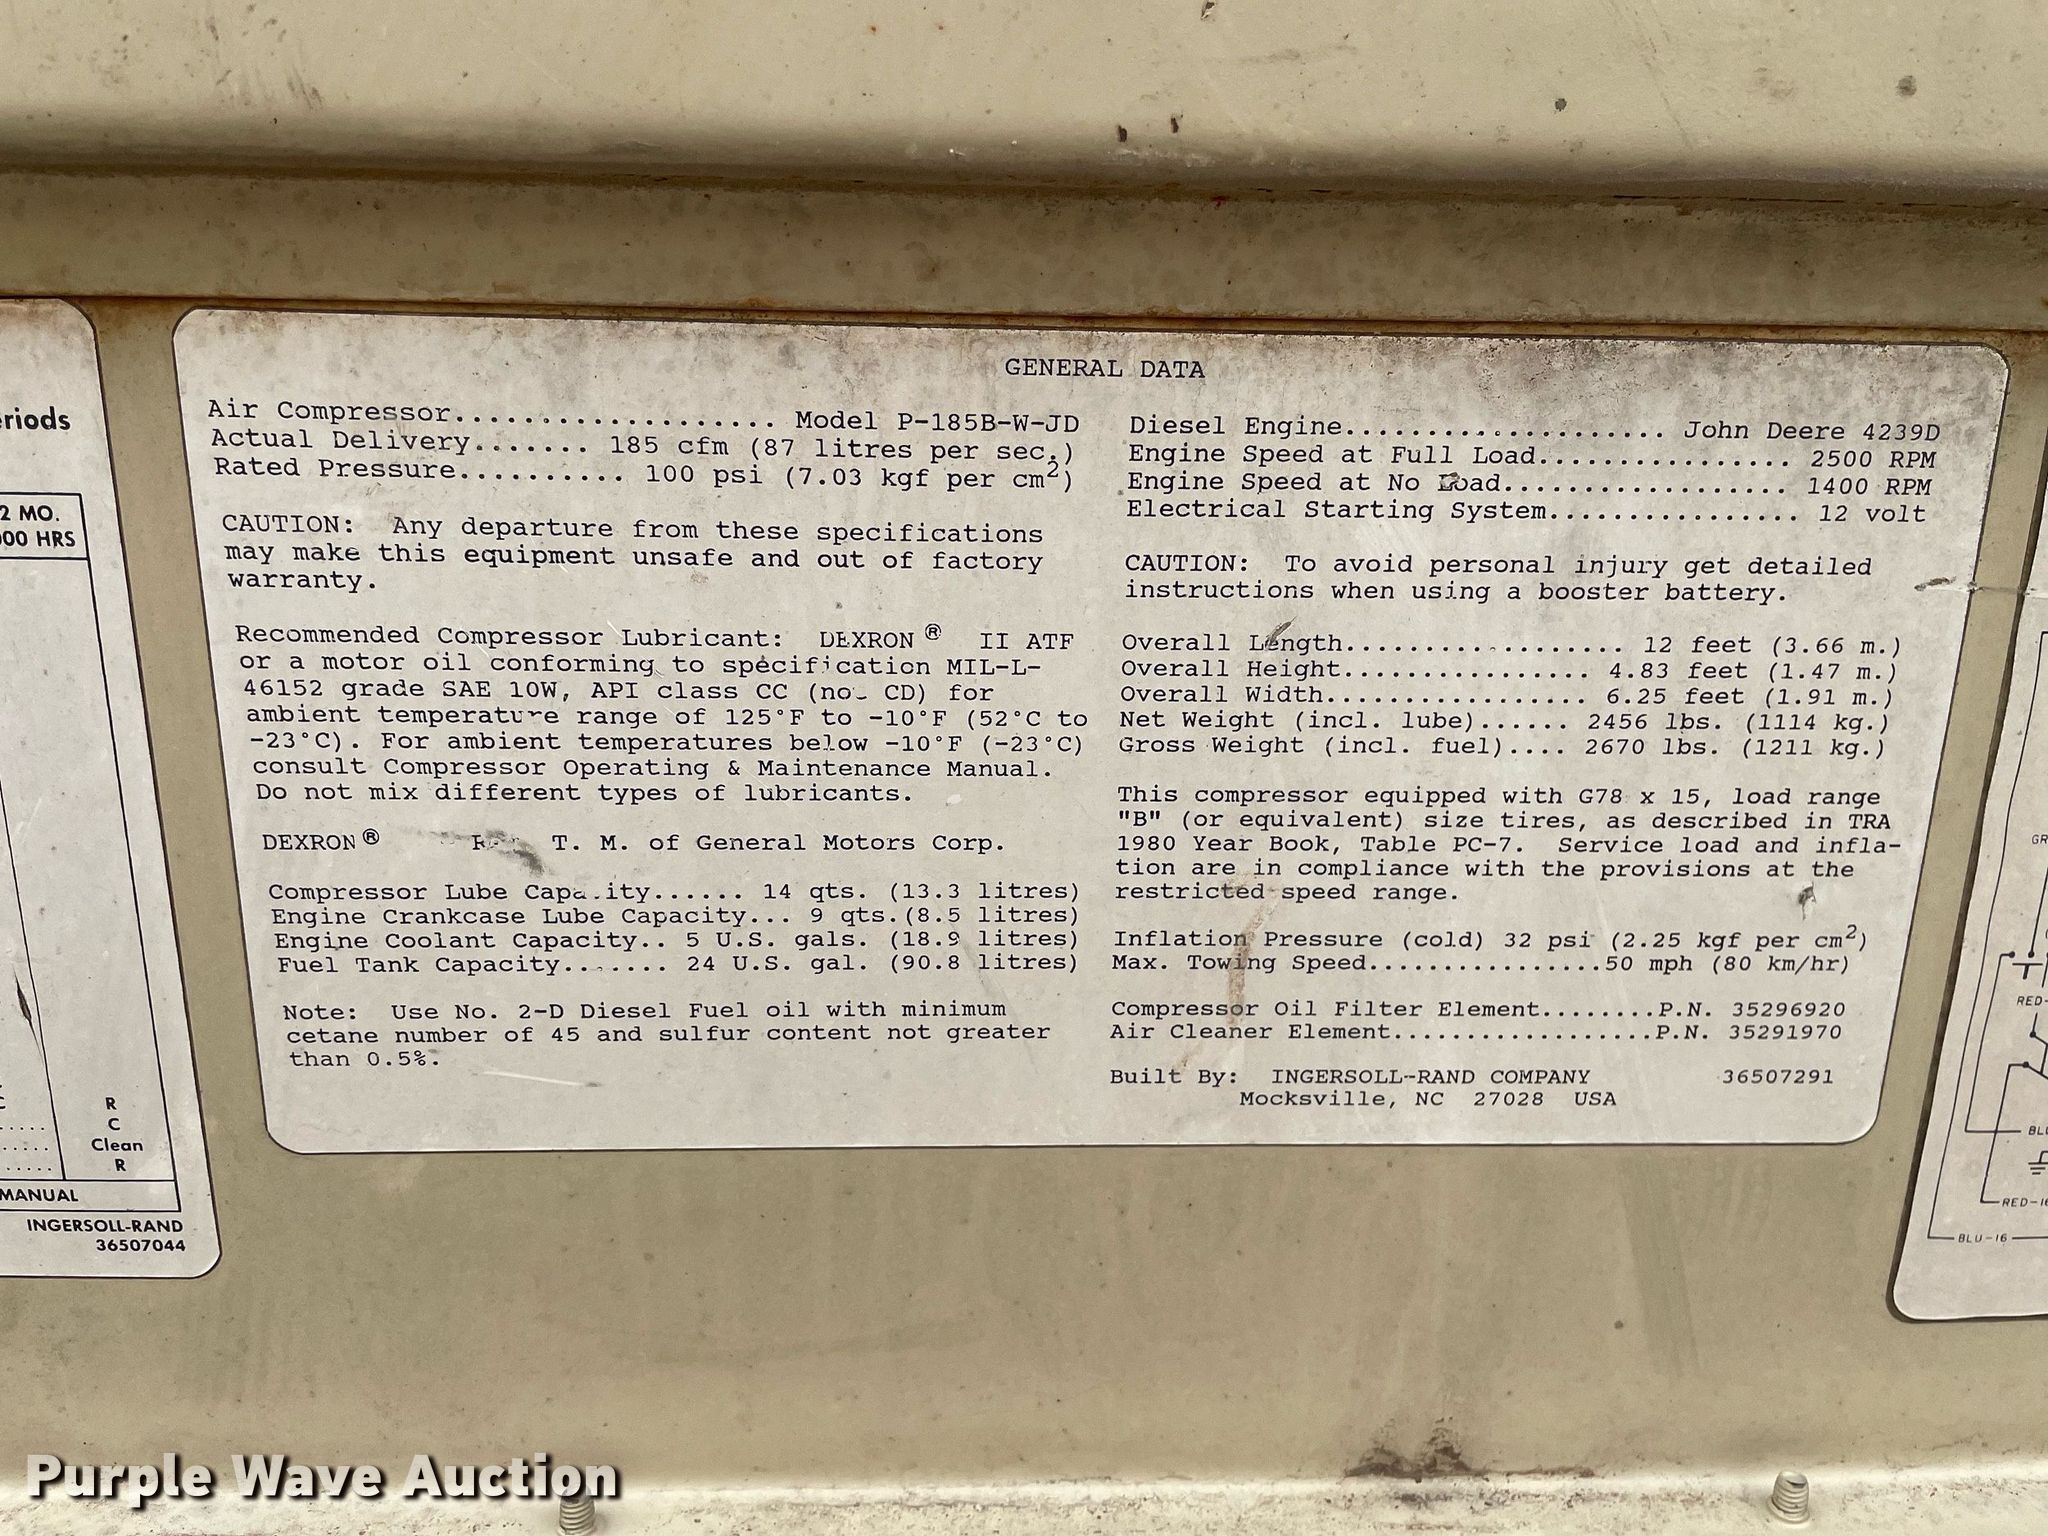 GENERAL DATA
Air Compressor.................... Model P-185B-W-JD
Actual Delivery....... 185 cfm (87 litres per sec.)
Rated Pressure.......... 100 psi (7.03 kgf per cm²)
CAUTION: Any departure from these specifications
may make this equipment unsafe and out of factory
warranty.
Recommended Compressor Lubricant: DEXRON® II ATF
or a motor oil conforming to specification MIL-L-
46152 grade SAE 10W, API class CC (not CD) for
ambient temperature range of 125°F to -10°F (52°C to
-23°C). For ambient temperatures below -10°F (-23°C)
consult Compressor Operating & Maintenance Manual.
Do not mix different types of lubricants.
DEXRON® T. M. of General Motors Corp.
Compressor Lube Capacity...... 14 qts. (13.3 litres)
Engine Crankcase Lube Capacity... 9 qts.(8.5 litres)
Engine Coolant Capacity.. 5 U.S. gals. (18.9 litres)
Fuel Tank Capacity....... 24 U.S. gal. (90.8 litres)
Note: Use No. 2-D Diesel Fuel oil with minimum
cetane number of 45 and sulfur content not greater
than 0.5%.
Diesel Engine................... John Deere 4239D
Engine Speed at Full Load............... 2500 RPM
Engine Speed at No Load................. 1400 RPM
Electrical Starting System............... 12 volt
CAUTION: To avoid personal injury get detailed
instructions when using a booster battery.
Overall Length................. 12 feet (3.66 m.)
Overall Height............... 4.83 feet (1.47 m.)
Overall Width................ 6.25 feet (1.91 m.)
Net Weight (incl. lube)...... 2456 lbs. (1114 kg.)
Gross Weight (incl. fuel).... 2670 lbs. (1211 kg.)
This compressor equipped with G78 x 15, load range
"B" (or equivalent) size tires, as described in TRA
1980 Year Book, Table PC-7. Service load and infla-
tion are in compliance with the provisions at the
restricted speed range.
Inflation Pressure (cold) 32 psi (2.25 kgf per cm²)
Max. Towing Speed................50 mph (80 km/hr)
Compressor Oil Filter Element........P.N. 35296920
Air Cleaner Element..................P.N. 35291970
Built By: INGERSOLL-RAND COMPANY 36507291
Mocksville, NC 27028 USA
2 MO.
HRS
R
C
Clean
R
MANUAL
INGERSOLL-RAND
36507044
RED-
RED-16
BLU-16
Purple Wave Auction